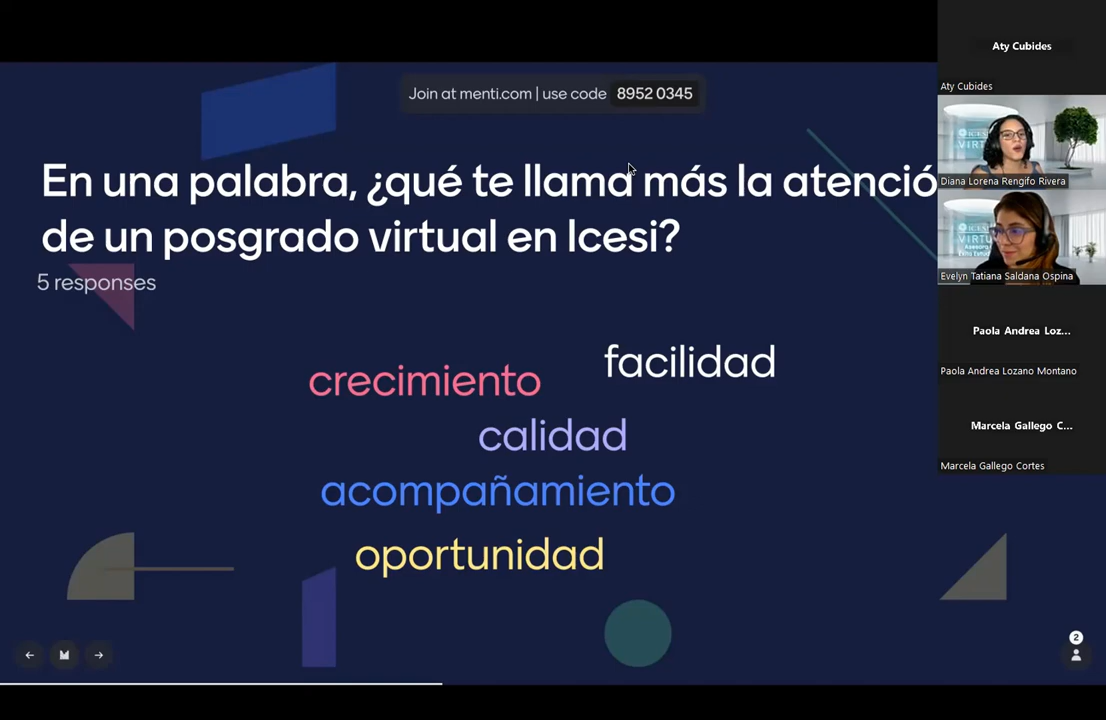 Join at menti.com | use code 8952 0345
En una palabra, ¿qué te llama más la atenció
de un posgrado virtual en Icesi?
5 responses
facilidad
crecimiento
calidad
acompañamiento
oportunidad
Aty Cubides
Aty Cubides
Diana Lorena Rengifo Rivera
Evelyn Tatiana Saldana Ospina
Paola Andrea Loz...
Paola Andrea Lozano Montano
Marcela Gallego C...
Marcela Gallego Cortes
2